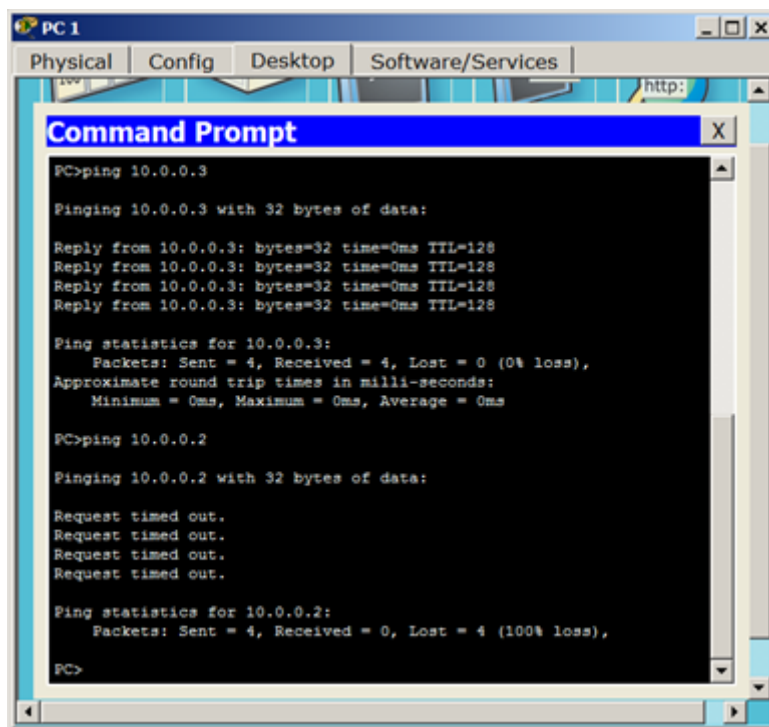 PC 1
Physical Config Desktop Software/Services
http:
Command Prompt X
PC>ping 10.0.0.3
Pinging 10.0.0.3 with 32 bytes of data:
Reply from 10.0.0.3: bytes=32 time=0ms TTL=128
Reply from 10.0.0.3: bytes=32 time=0ms TTL=128
Reply from 10.0.0.3: bytes=32 time=0ms TTL=128
Reply from 10.0.0.3: bytes=32 time=0ms TTL=128
Ping statistics for 10.0.0.3:
Packets: Sent = 4, Received = 4, Lost = 0 (0% loss),
Approximate round trip times in milli-seconds:
Minimum = 0ms, Maximum = 0ms, Average = 0ms
PC>ping 10.0.0.2
Pinging 10.0.0.2 with 32 bytes of data:
Request timed out.
Request timed out.
Request timed out.
Request timed out.
Ping statistics for 10.0.0.2:
Packets: Sent = 4, Received = 0, Lost = 4 (100% loss),
PC>